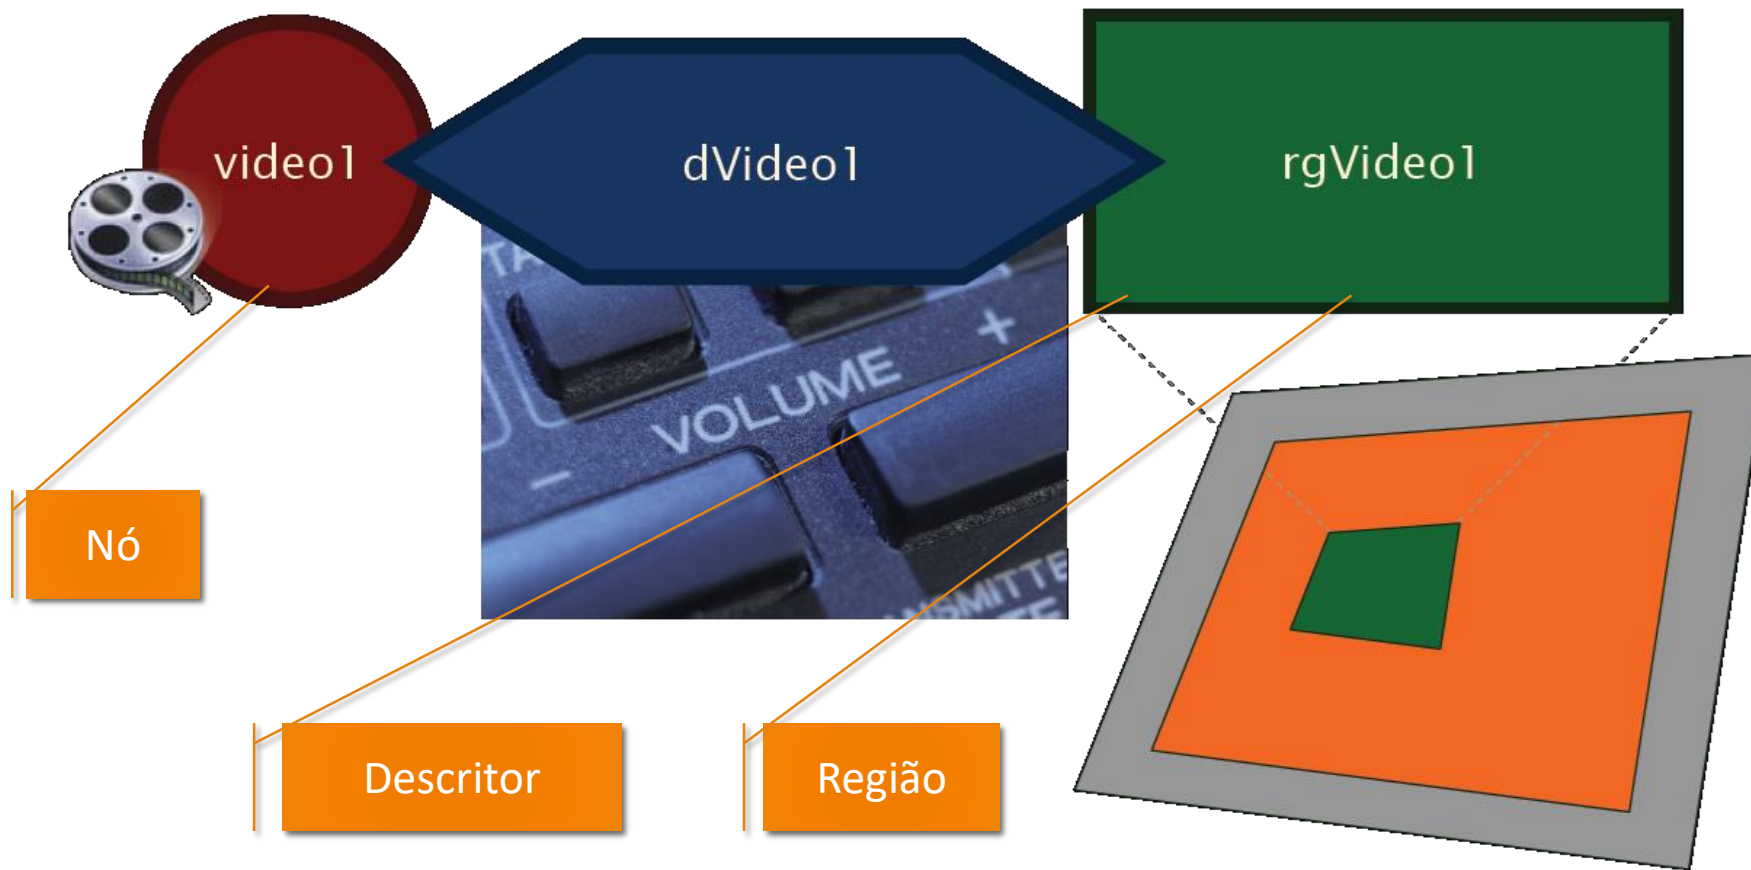 video1
dVideo1
rgVideo1
VOLUME
+
-
Nó
Descritor
Região